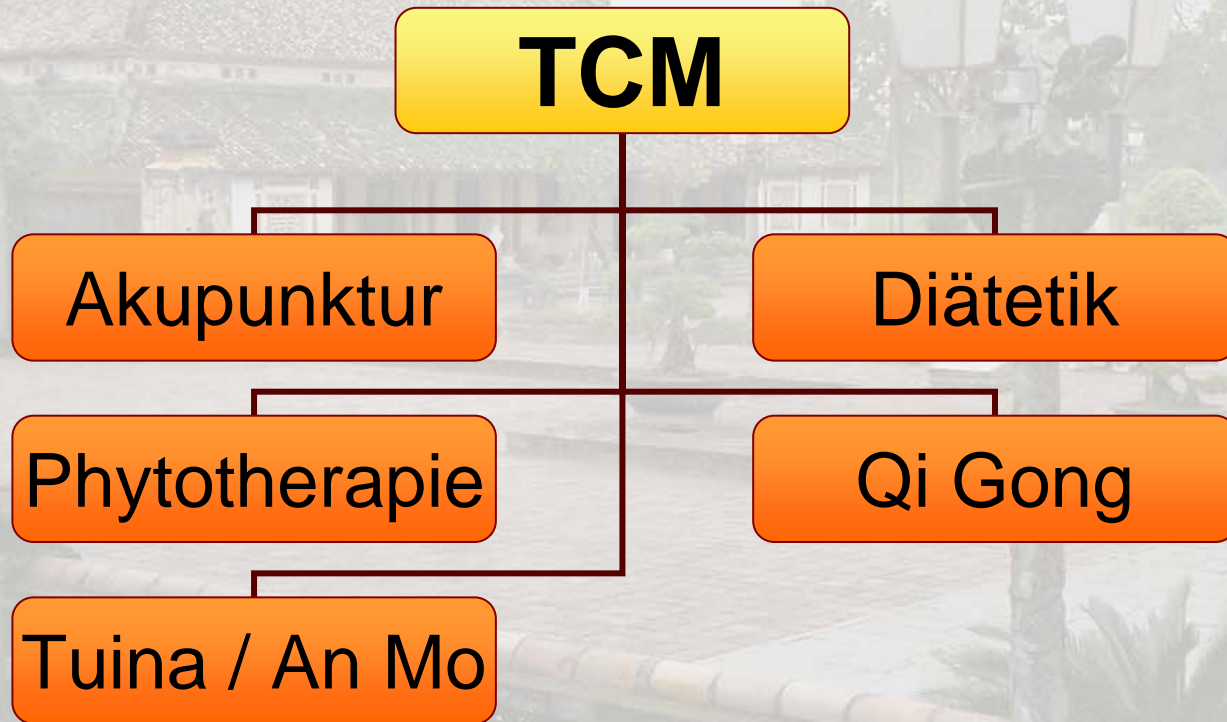 TCM
Akupunktur
Diätetik
Phytotherapie
Qi Gong
Tuina / An Mo